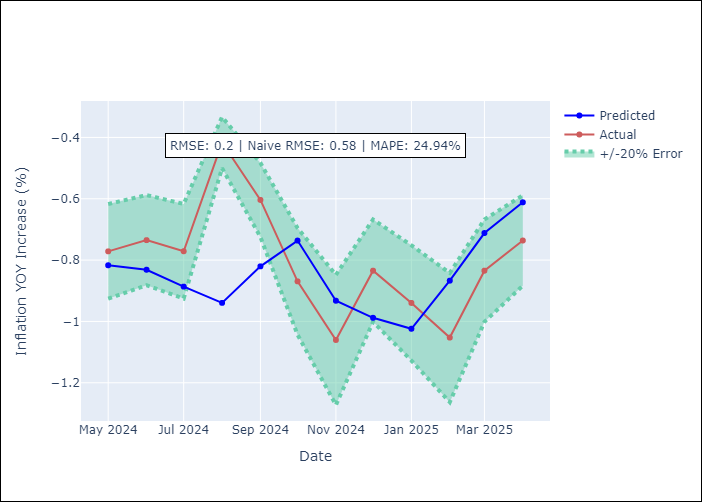 RMSE: 0.2 | Naive RMSE: 0.58 | MAPE: 24.94%
Predicted
Actual
+/-20% Error
Inflation YOY Increase (%)
−0.4
−0.6
−0.8
−1
−1.2
May 2024
Jul 2024
Sep 2024
Nov 2024
Jan 2025
Mar 2025
Date